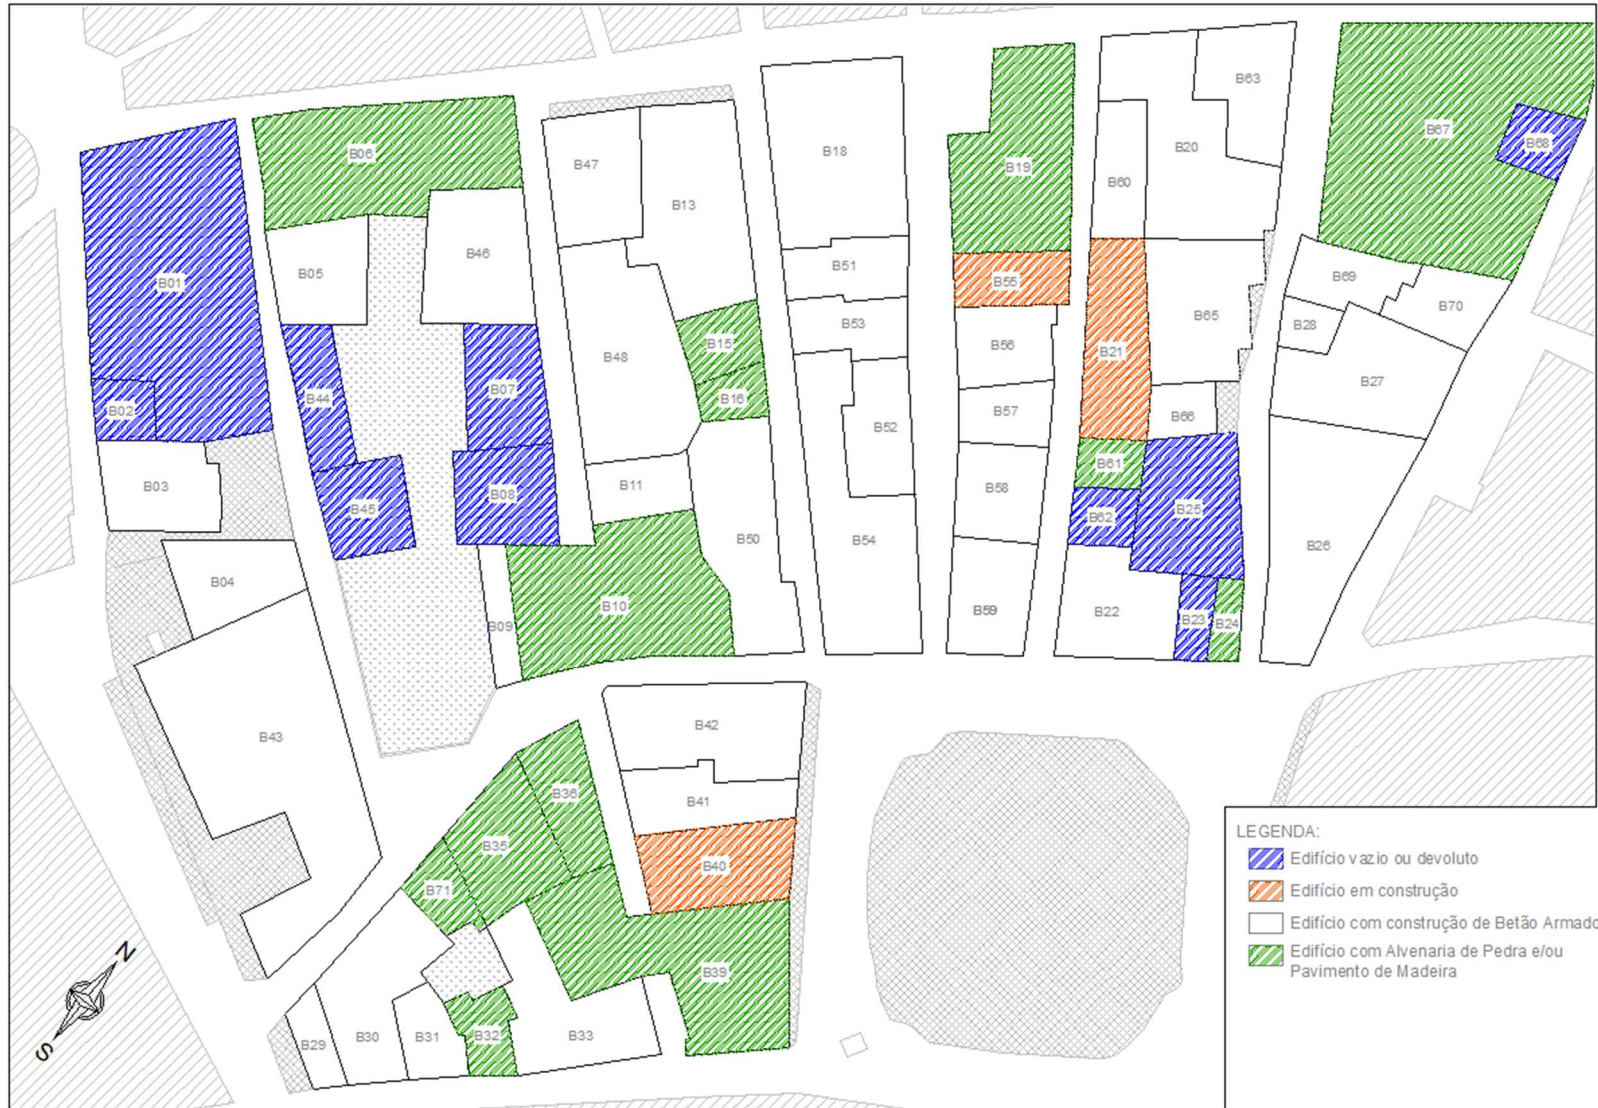 B63
B67
B68
B06
B47
B18
B20
B19
B60
B13
B05
B46
B01
B51
B69
B55
B70
B53
B65
B28
B15
B56
B21
B48
B27
B07
B44
B16
B02
B57
B66
B52
B61
B03
B11
B58
B08
B45
B62
B25
B50
B54
B26
B04
B10
B59
B22
B09
B23
B24
B42
B43
B36
B41
B35
B40
B71
B39
B32
B33
B31
B30
B29
N
S
LEGENDA:
Edifício vazio ou devoluto
Edifício em construção
Edifício com construção de Betão Armado
Edifício com Alvenaria de Pedra e/ou
Pavimento de Madeira